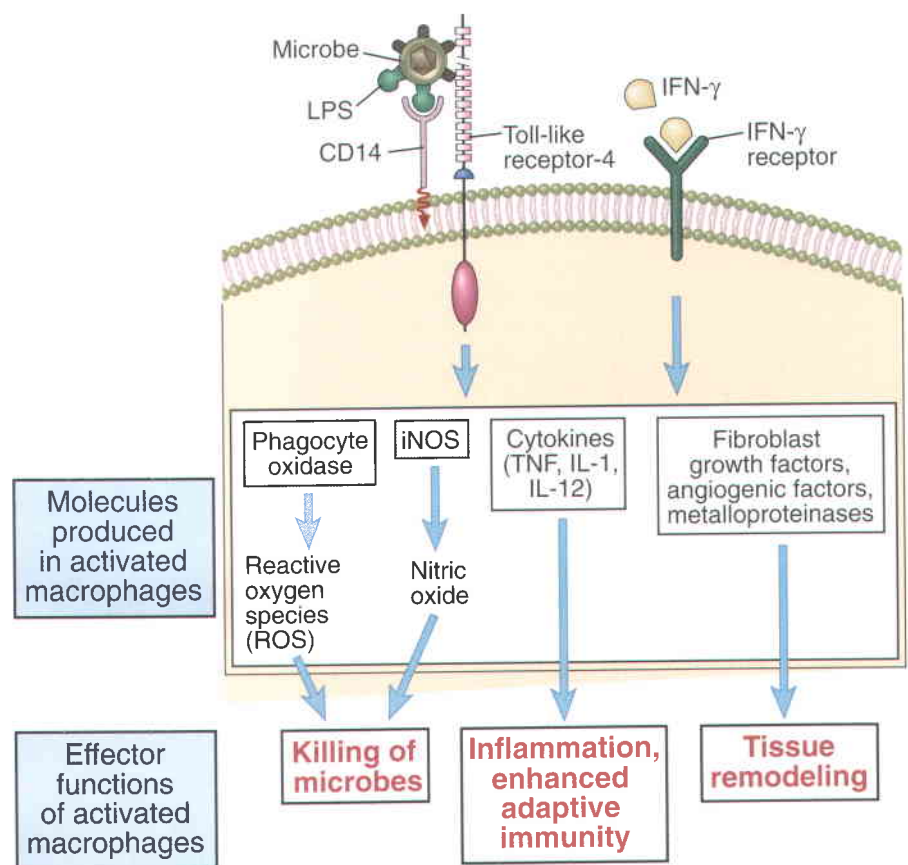 Microbe
LPS
CD14
Toll-like
receptor-4
IFN-γ
IFN-γ
receptor
Phagocyte
oxidase
iNOS
Cytokines
(TNF, IL-1,
IL-12)
Fibroblast
growth factors,
angiogenic factors,
metalloproteinases
Molecules
produced
in activated
macrophages
Reactive
oxygen
species
(ROS)
Nitric
oxide
Effector
functions
of activated
macrophages
Killing of
microbes
Inflammation,
enhanced
adaptive
immunity
Tissue
remodeling